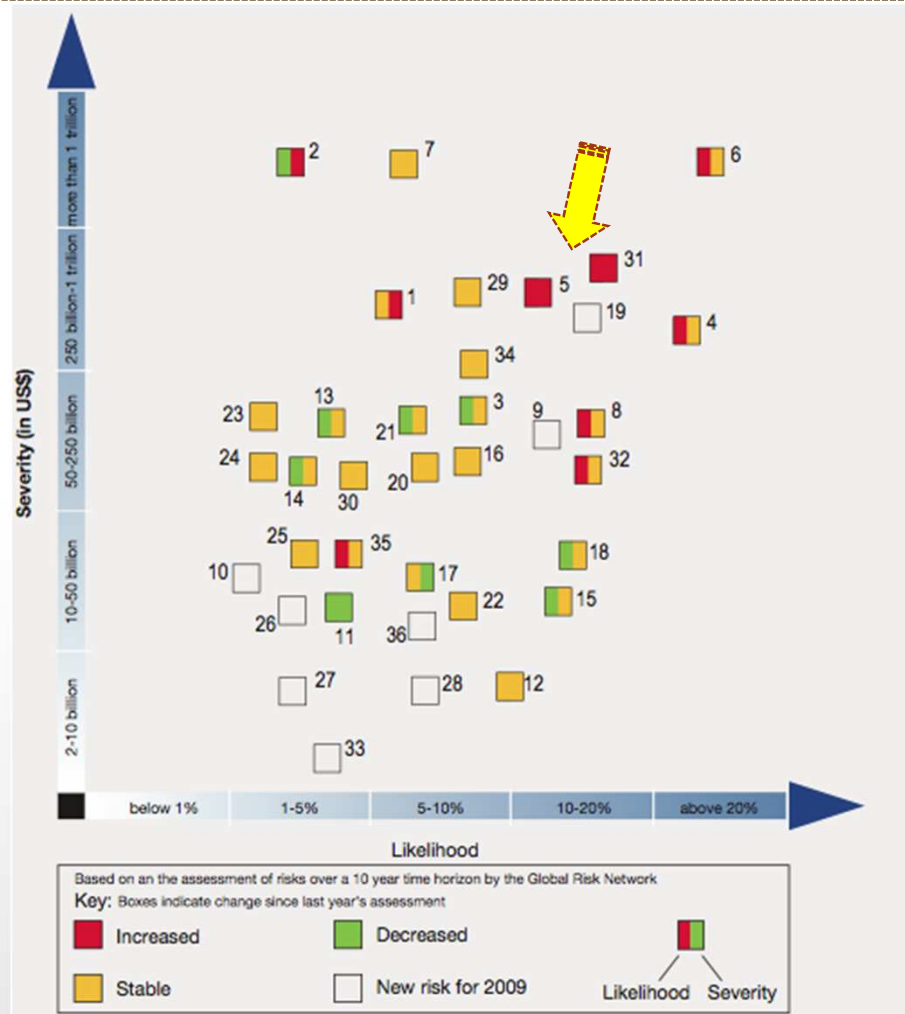 more than 1 trillion
250 billion-1 trillion
50-250 billion
10-50 billion
2-10 billion
Severity (in US$)
2
7
6
31
5
29
1
19
4
34
3
13
23
21
9
8
24
14
30
20
16
32
25
35
18
10
17
15
26
11
36
22
27
28
12
33
below 1%
1-5%
5-10%
10-20%
above 20%
Likelihood
Based on an the assessment of risks over a 10 year time horizon by the Global Risk Network
Key: Boxes indicate change since last year's assessment
Increased
Decreased
Stable
New risk for 2009
Likelihood Severity